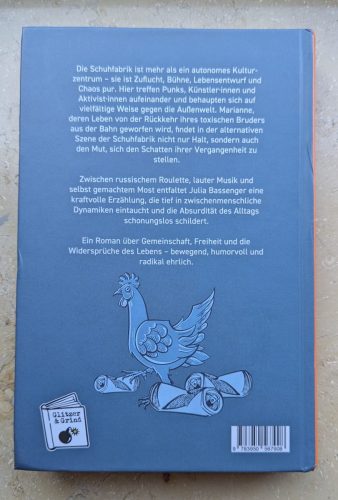 Die Schuhfabrik ist mehr als ein autonomes Kultur-
zentrum – sie ist Zuflucht, Bühne, Lebensentwurf und
Chaos pur. Hier treffen Punks, Künstler·innen und
Aktivist·innen aufeinander und behaupten sich auf
vielfältige Weise gegen die Außenwelt. Marianne,
deren Leben von der Rückkehr ihres toxischen Bruders
aus der Bahn geworfen wird, findet in der alternativen
Szene der Schuhfabrik nicht nur Halt, sondern auch
den Mut, sich den Schatten ihrer Vergangenheit zu
stellen.
Zwischen russischem Roulette, lauter Musik und
selbst gemachtem Most entfaltet Julia Bassenger eine
kraftvolle Erzählung, die tief in zwischenmenschliche
Dynamiken eintaucht und die Absurdität des Alltags
schonungslos schildert.
Ein Roman über Gemeinschaft, Freiheit und die
Widersprüche des Lebens – bewegend, humorvoll und
radikal ehrlich.
Glitzer
& Grind